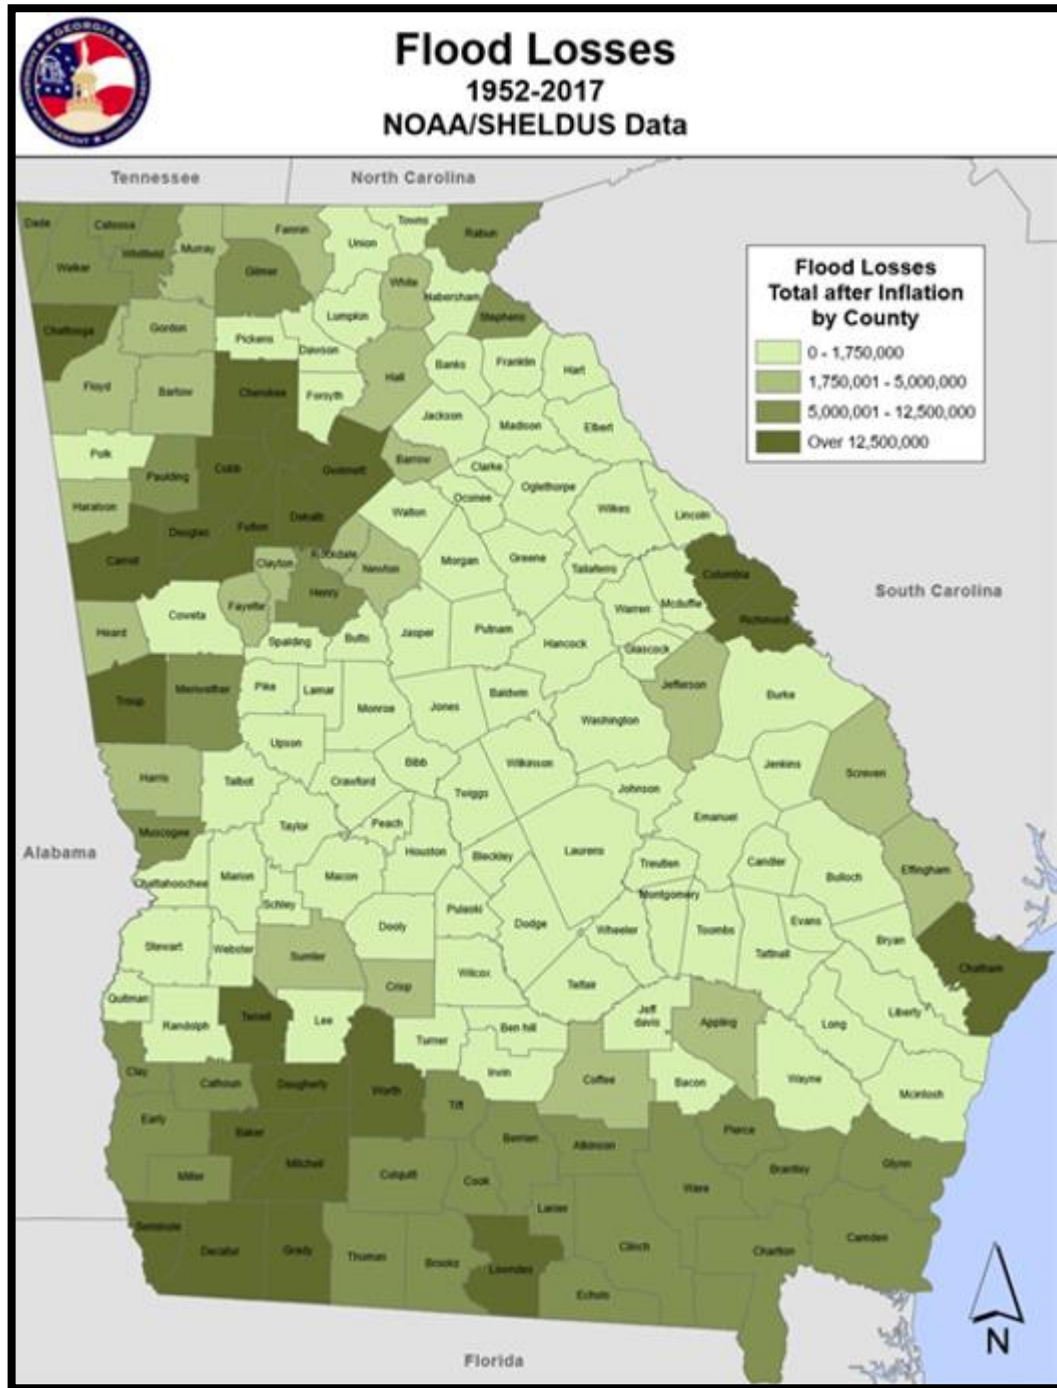 GEORGIA
Flood Losses
1952-2017
NOAA/SHELDUS Data
Tennessee
North Carolina
Dade
Catoosa
Whitfield
Murray
Fannin
Union
Towns
Rabun
Walker
Gilmer
White
Habersham
Stephens
Flood Losses
Total after Inflation
by County
0 - 1,750,000
1,750,001 - 5,000,000
5,000,001 - 12,500,000
Over 12,500,000
Chattooga
Gordon
Pickens
Lumpkin
Dawson
Banks
Franklin
Hart
Floyd
Bartow
Cherokee
Forsyth
Hall
Jackson
Madison
Elbert
Polk
Paulding
Cobb
Gwinnett
Barrow
Clarke
Oconee
Oglethorpe
Wilkes
Lincoln
Haralson
Douglas
Fulton
Dekalb
Walton
Carroll
Clayton
Rockdale
Newton
Morgan
Greene
Taliaferro
Columbia
South Carolina
Heard
Coweta
Fayette
Henry
Spalding
Butts
Jasper
Putnam
Hancock
Warren
Mcduffie
Richmond
Glascock
Troup
Meriwether
Pike
Lamar
Monroe
Jones
Baldwin
Washington
Jefferson
Burke
Harris
Talbot
Upson
Crawford
Bibb
Wilkinson
Twiggs
Johnson
Jenkins
Screven
Alabama
Muscogee
Taylor
Peach
Houston
Bleckley
Laurens
Emanuel
Treutlen
Candler
Bulloch
Effingham
Chattahoochee
Marion
Schley
Macon
Dooly
Pulaski
Dodge
Montgomery
Wheeler
Toombs
Tattnall
Evans
Bryan
Chatham
Stewart
Webster
Sumter
Crisp
Wilcox
Telfair
Quitman
Randolph
Terrell
Lee
Turner
Ben hill
Jeff
davis
Appling
Long
Liberty
Clay
Calhoun
Dougherty
Worth
Tift
Irwin
Coffee
Bacon
Wayne
Mcintosh
Early
Baker
Mitchell
Miller
Colquitt
Cook
Berrien
Atkinson
Pierce
Ware
Brantley
Glynn
Seminole
Decatur
Grady
Thomas
Brooks
Lanier
Lowndes
Clinch
Echols
Charlton
Camden
Florida
N